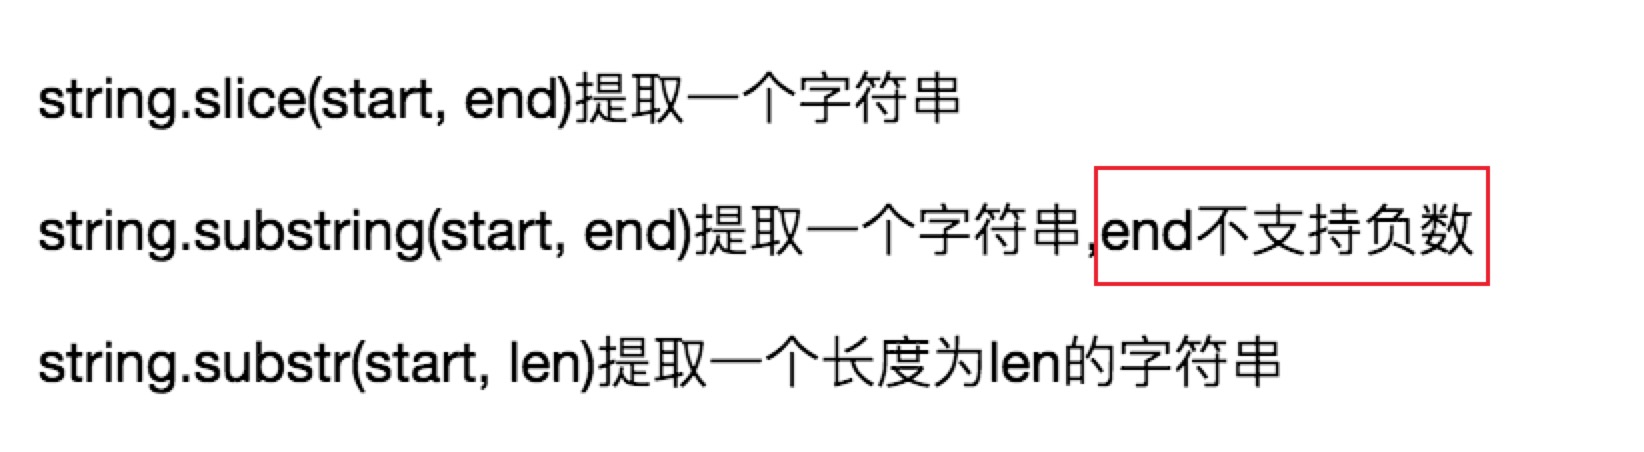 string.slice(start, end)提取一个字符串
string.substring(start, end)提取一个字符串,end不支持负数
string.substr(start, len)提取一个长度为len的字符串